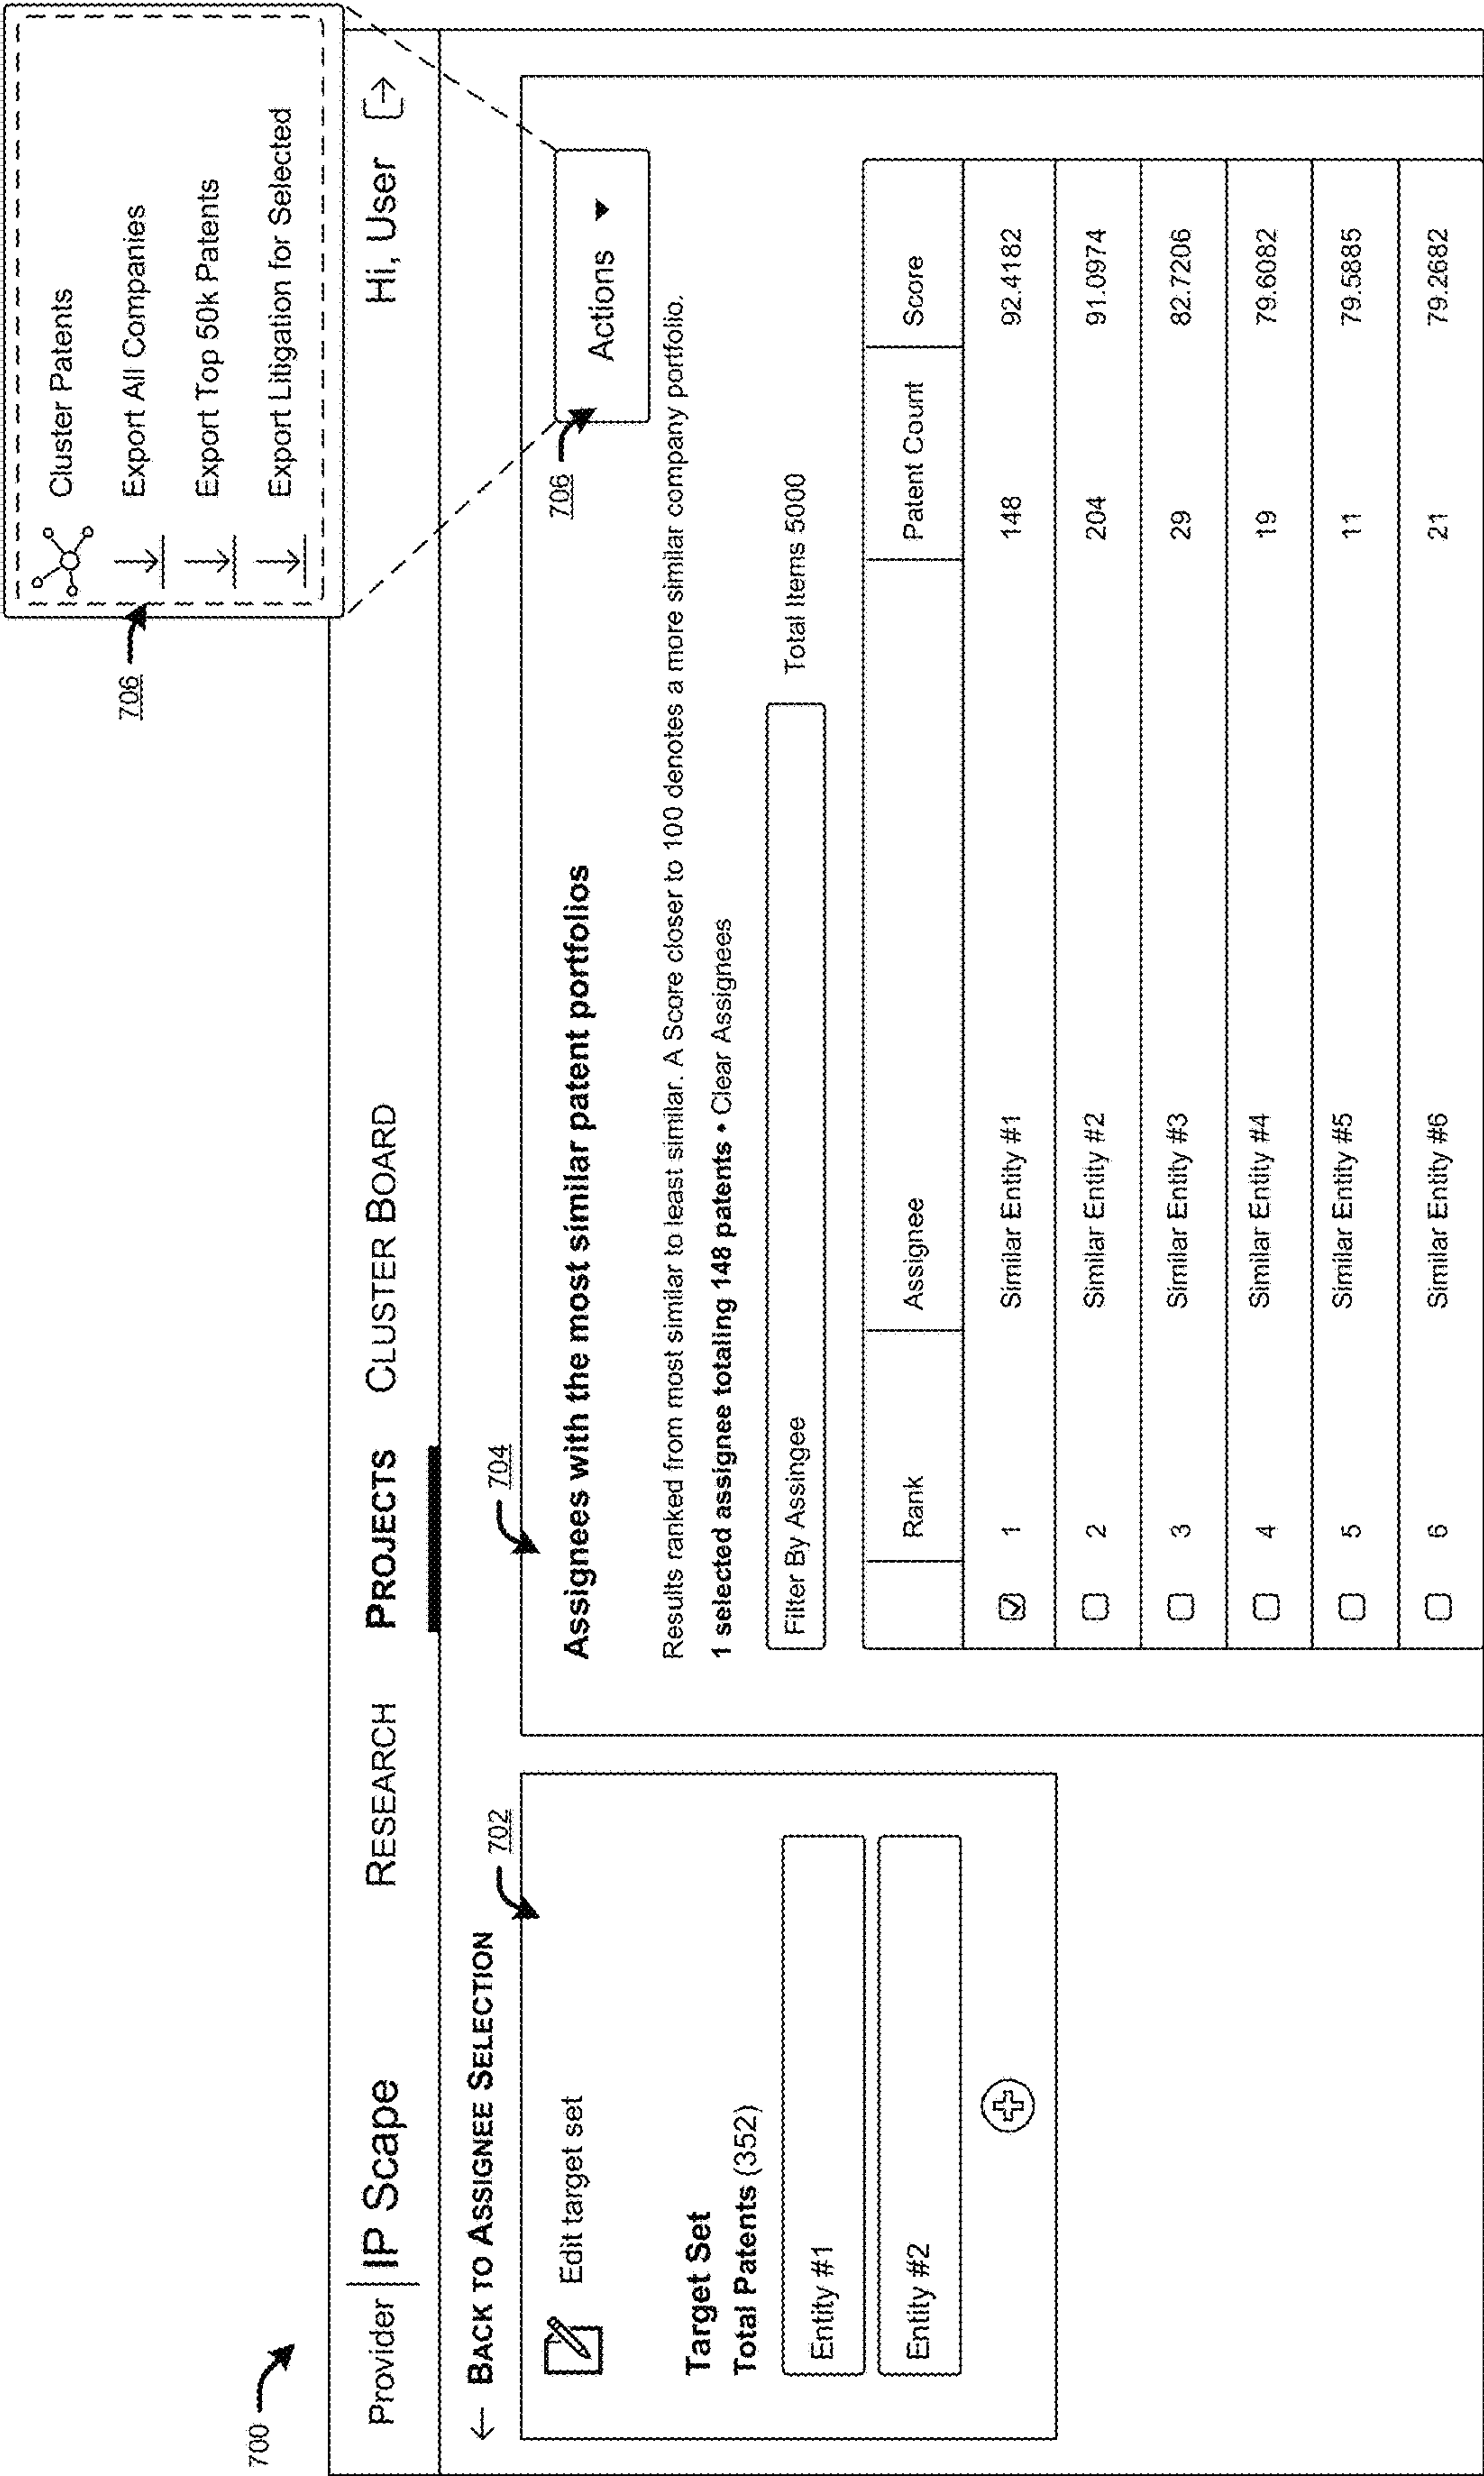 Cluster Patents
Export All Companies
706
Export Top 50k Patents
Export Litigation for Selected
700
Provider | IP Scape RESEARCH PROJECTS CLUSTER BOARD Hi, User
← BACK TO ASSIGNEE SELECTION
702
704
706
Edit target set
Target Set
Total Patents (352)
Entity #1
Entity #2
Assignees with the most similar patent portfolios
Actions
Results ranked from most similar to least similar. A Score closer to 100 denotes a more similar company portfolio.
1 selected assignee totaling 148 patents • Clear Assignees
Filter By Assingee Total Items 5000
Rank Assignee Patent Count Score
1 Similar Entity #1 148 92.4182
2 Similar Entity #2 204 91.0974
3 Similar Entity #3 29 82.7206
4 Similar Entity #4 19 79.6082
5 Similar Entity #5 11 79.5885
6 Similar Entity #6 21 79.2682